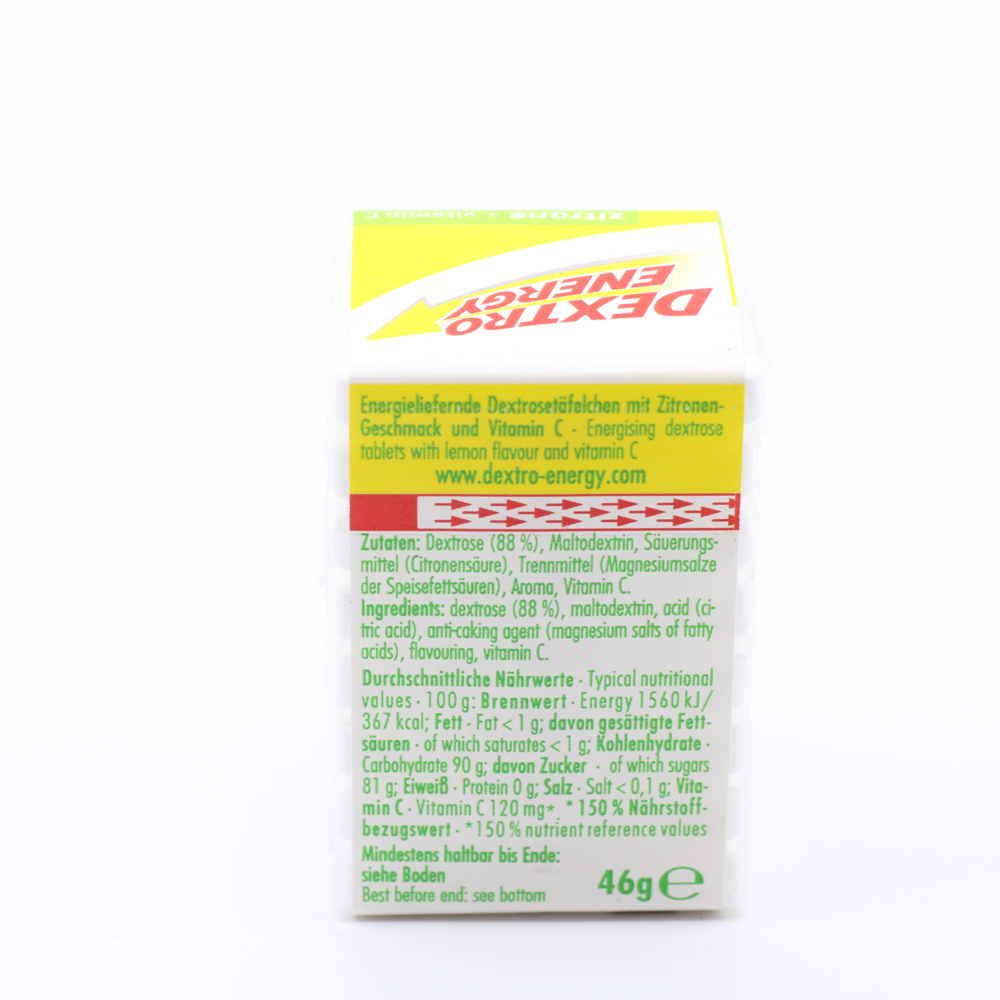 zitrone + vitamin C
DEXTRO
ENERGY
Energieliefernde Dextrosetäfelchen mit Zitronen-
Geschmack und Vitamin C · Energising dextrose
tablets with lemon flavour and vitamin C
www.dextro-energy.com
Zutaten: Dextrose (88 %), Maltodextrin, Säuerungs-
mittel (Citronensäure), Trennmittel (Magnesiumsalze
der Speisefettsäuren), Aroma, Vitamin C.
Ingredients: dextrose (88 %), maltodextrin, acid (ci-
tric acid), anti-caking agent (magnesium salts of fatty
acids), flavouring, vitamin C.
Durchschnittliche Nährwerte · Typical nutritional
values · 100 g: Brennwert · Energy 1560 kJ/
367 kcal; Fett · Fat < 1 g; davon gesättigte Fett-
säuren · of which saturates < 1 g; Kohlenhydrate ·
Carbohydrate 90 g; davon Zucker · of which sugars
81 g; Eiweiß · Protein 0 g; Salz · Salt < 0,1 g; Vita-
min C · Vitamin C 120 mg*. *150 % Nährstoff-
bezugswert · *150 % nutrient reference values
Mindestens haltbar bis Ende:
siehe Boden
Best before end: see bottom
46g ℮